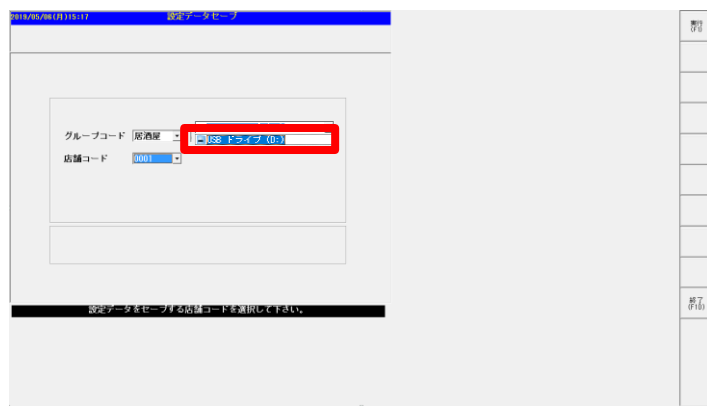 2019/05/06(月)15:17 設定データセーブ
実行
(F1)
グループコード 居酒屋
USB ドライブ (D:)
店舗コード 0001
終了
(F10)
設定データをセーブする店舗コードを選択して下さい。